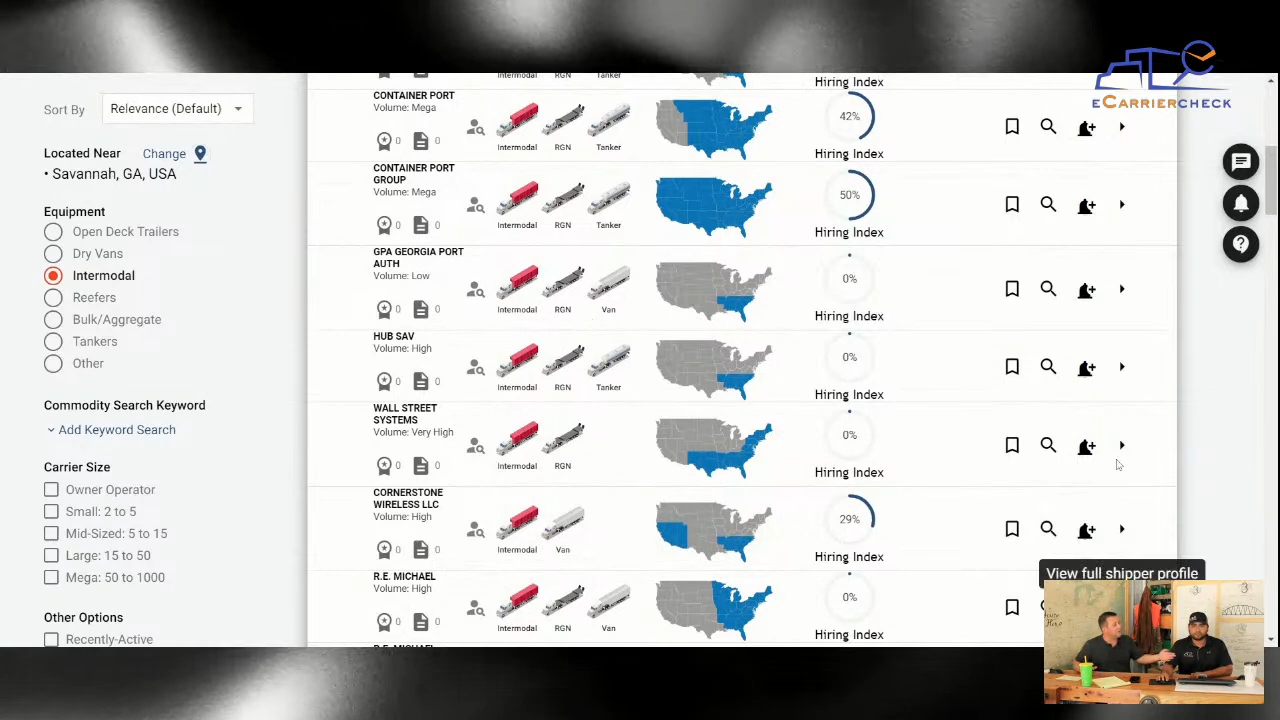 eCarrierCheck
Sort By
Relevance (Default)
Located Near
Change
• Savannah, GA, USA
Equipment
Open Deck Trailers
Dry Vans
Intermodal
Reefers
Bulk/Aggregate
Tankers
Other
Commodity Search Keyword
Add Keyword Search
Carrier Size
Owner Operator
Small: 2 to 5
Mid-Sized: 5 to 15
Large: 15 to 50
Mega: 50 to 1000
Other Options
Recently-Active
Intermodal
RGN
Tanker
Hiring Index
CONTAINER PORT
Volume: Mega
0
0
Intermodal
RGN
Tanker
42%
Hiring Index
CONTAINER PORT
GROUP
Volume: Mega
0
0
Intermodal
RGN
Tanker
50%
Hiring Index
GPA GEORGIA PORT
AUTH
Volume: Low
0
0
Intermodal
RGN
Van
0%
Hiring Index
HUB SAV
Volume: High
0
0
Intermodal
RGN
Tanker
0%
Hiring Index
WALL STREET
SYSTEMS
Volume: Very High
0
0
Intermodal
RGN
0%
Hiring Index
CORNERSTONE
WIRELESS LLC
Volume: High
0
0
Intermodal
Van
29%
Hiring Index
R.E. MICHAEL
Volume: High
0
0
Intermodal
RGN
Van
0%
Hiring Index
View full shipper profile